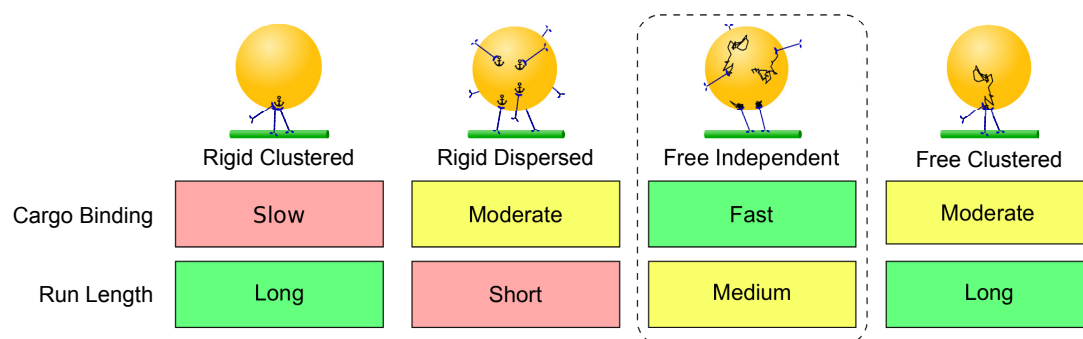 Rigid Clustered Rigid Dispersed Free Independent Free Clustered
Cargo Binding Slow Moderate Fast Moderate
Run Length Long Short Medium Long